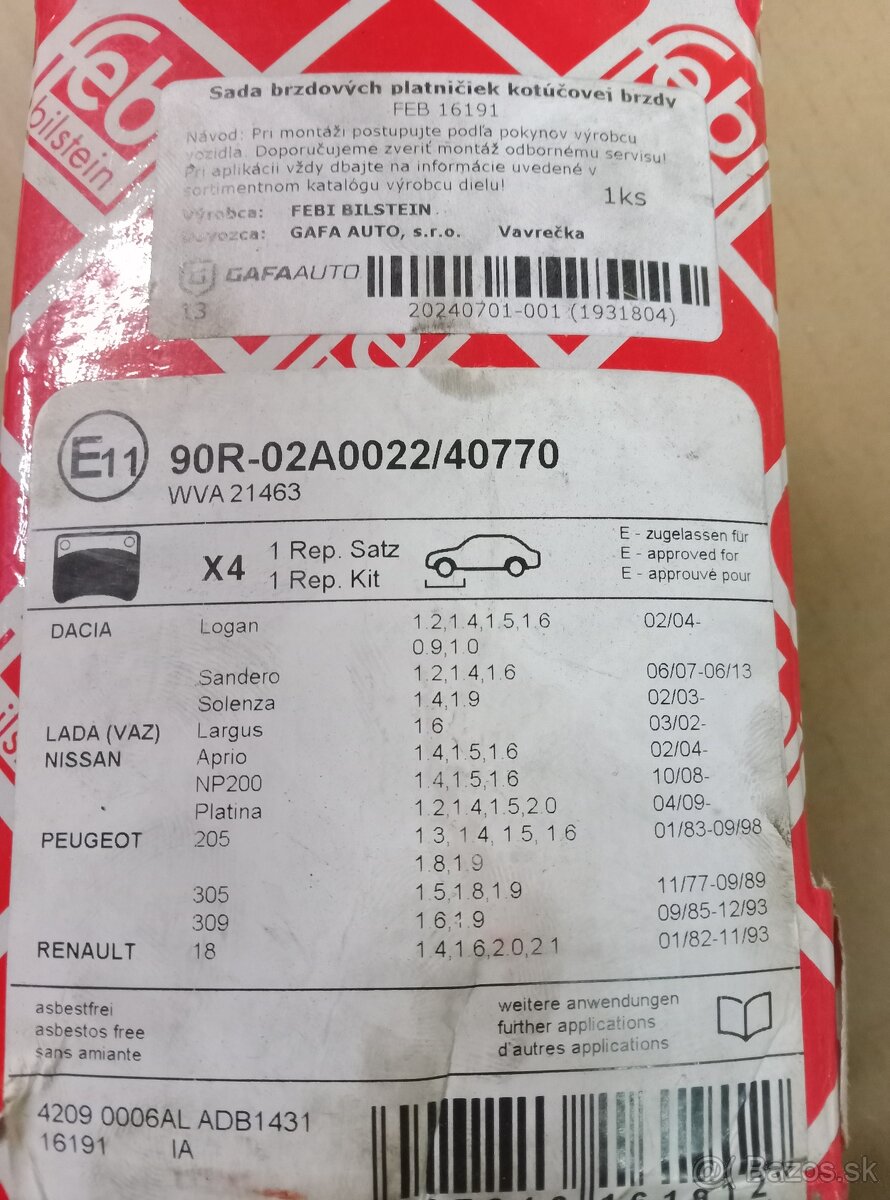 febi
bilstein
feb
Sada brzdových platničiek kotúčovej brzdy
FEB 16191
Návod: Pri montáži postupujte podľa pokynov výrobcu
vozidla. Doporučujeme zveriť montáž odbornému servisu!
Pri aplikácii vždy dbajte na informácie uvedené v
sortimentnom katalógu výrobcu dielu!
1ks
Výrobca: FEBI BILSTEIN
Dovozca: GAFA AUTO, s.r.o. Vavrečka
G GAFAAUTO
13 20240701-001 (1931804)
E11 90R-02A0022/40770
WVA 21463
X4 1 Rep. Satz
1 Rep. Kit
E - zugelassen für
E - approved for
E - approuvé pour
DACIA Logan 1.2,1.4,1.5,1.6 02/04-
0.9,1.0
Sandero 1.2,1.4,1.6 06/07-06/13
Solenza 1.4,1.9 02/03-
LADA (VAZ) Largus 1.6 03/02-
NISSAN Aprio 1.4,1.5,1.6 02/04-
NP200 1.4,1.5,1.6 10/08-
Platina 1.2,1.4,1.5,2.0 04/09-
PEUGEOT 205 1.3, 1.4, 1.5, 1.6 01/83-09/98
1.8,1.9
305 1.5,1.8,1.9 11/77-09/89
309 1.6,1.9 09/85-12/93
RENAULT 18 1.4,1.6,2.0,2.1 01/82-11/93
asbestfrei
asbestos free
sans amiante
weitere anwendungen
further applications
d'autres applications
4209 0006AL ADB1431
16191 IA
Bazos.sk